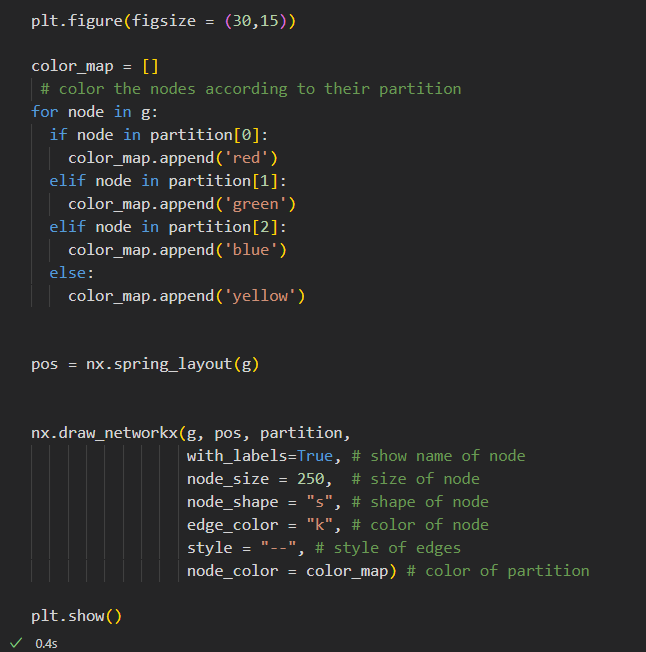 plt.figure(figsize = (30,15))
color_map = []
# color the nodes according to their partition
for node in g:
if node in partition[0]:
color_map.append('red')
elif node in partition[1]:
color_map.append('green')
elif node in partition[2]:
color_map.append('blue')
else:
color_map.append('yellow')
pos = nx.spring_layout(g)
nx.draw_networkx(g, pos, partition,
with_labels=True, # show name of node
node_size = 250, # size of node
node_shape = "s", # shape of node
edge_color = "k", # color of node
style = "--", # style of edges
node_color = color_map) # color of partition
plt.show()
0.4s